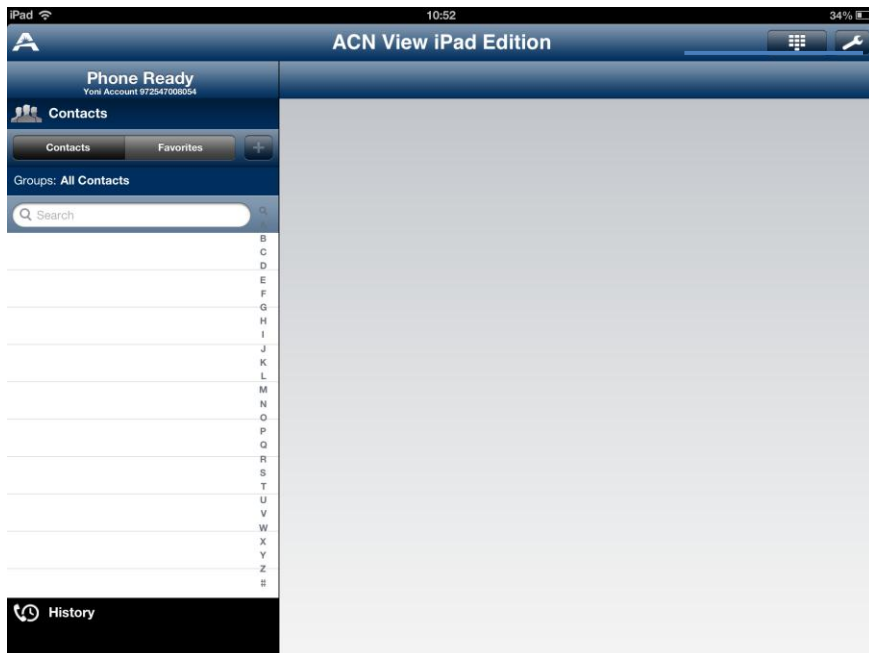 iPad 10:52 34%
ACN View iPad Edition
Phone Ready
Yoni Account 972547008054
Contacts
Contacts Favorites +
Groups: All Contacts
Search
B
C
D
E
F
G
H
I
J
K
L
M
N
O
P
Q
R
S
T
U
V
W
X
Y
Z
#
History